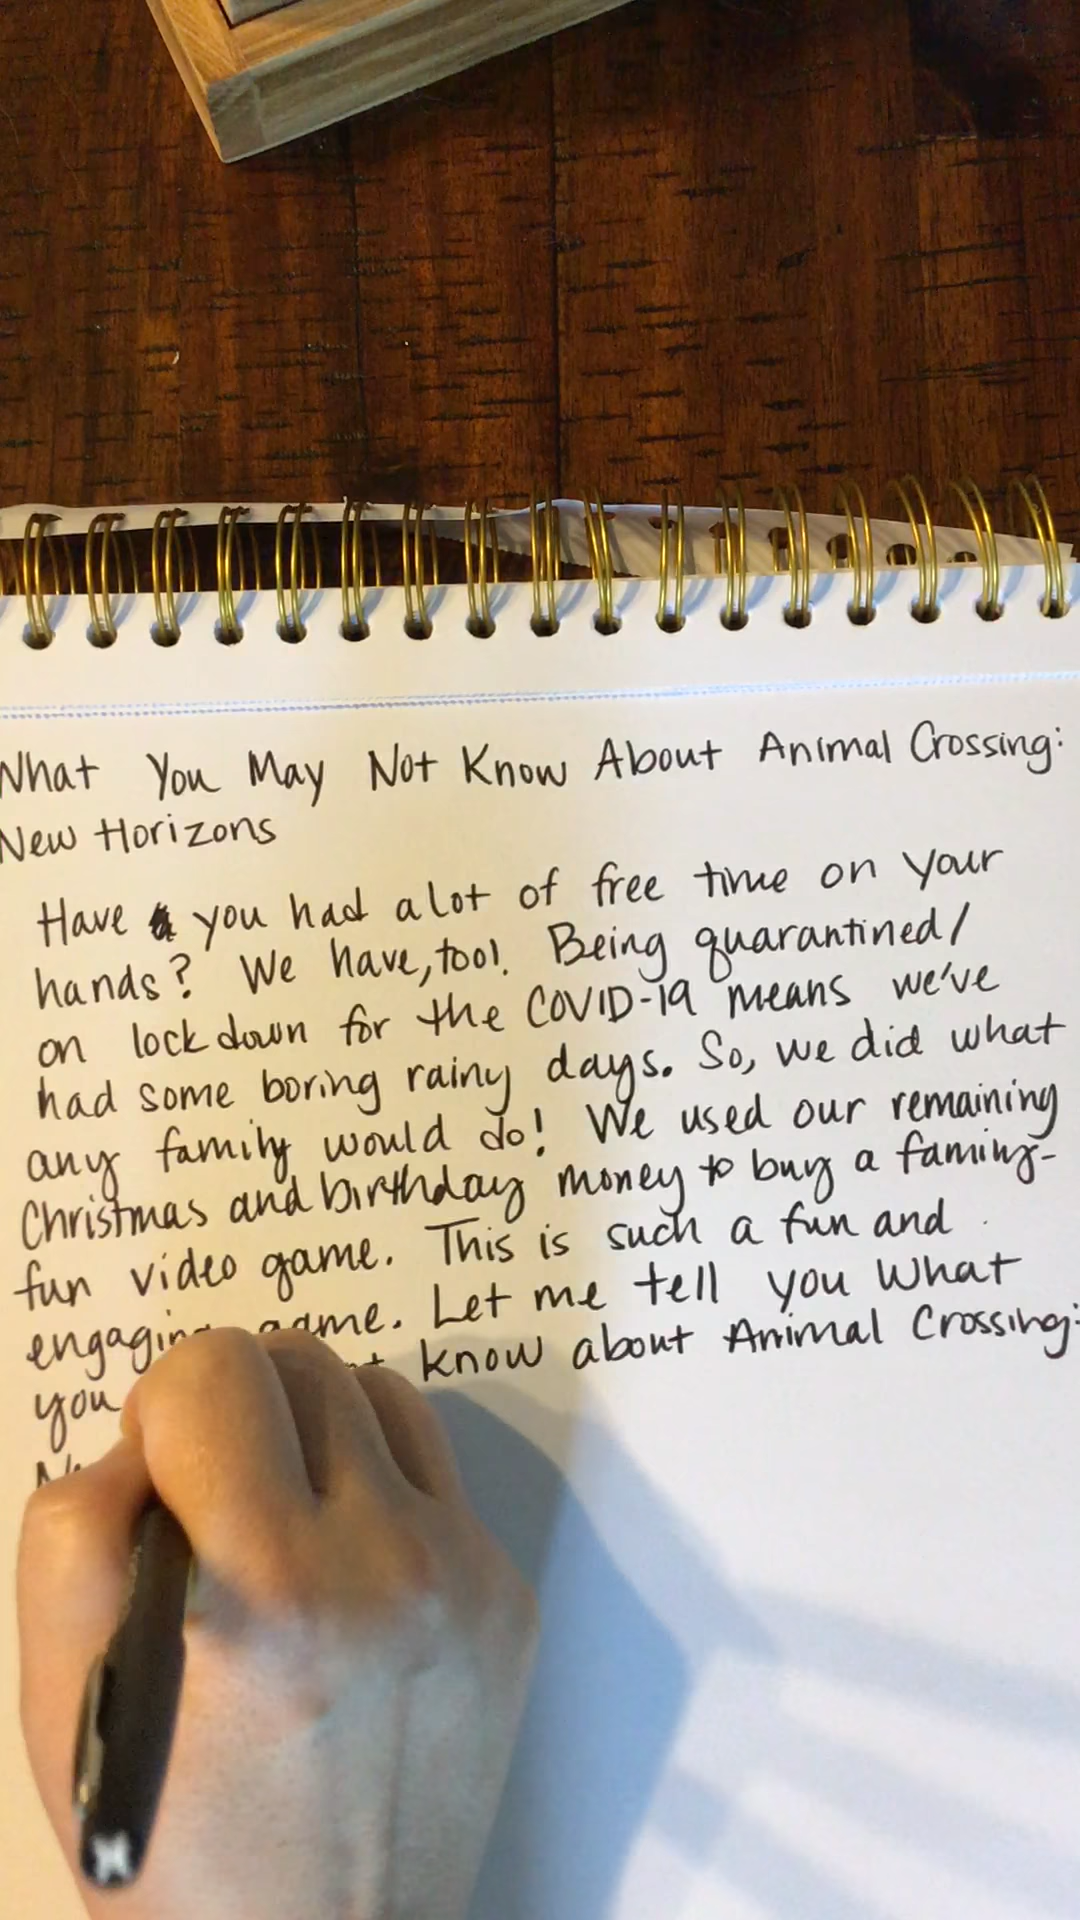 What You May Not Know About Animal Crossing:
New Horizons
Have you had a lot of free time on your
hands? We have, too! Being quarantined/
on lockdown for the COVID-19 means we've
had some boring rainy days. So, we did what
any family would do! We used our remaining
Christmas and birthday money to buy a family-
fun video game. This is such a fun and
engaging game. Let me tell you what
you know about Animal Crossing: